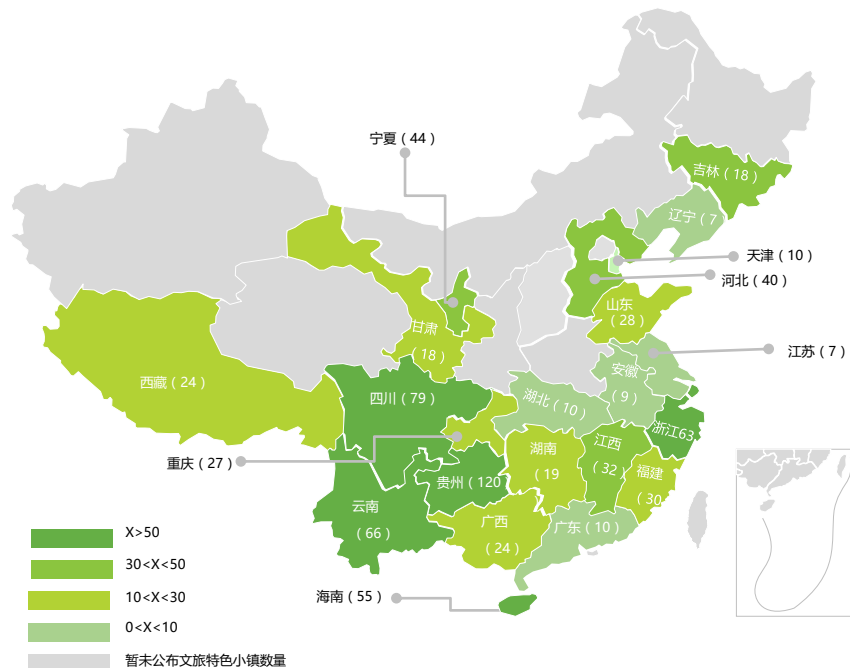 宁夏（44）
吉林（18）
辽宁（7
天津（10）
河北（40）
山东
（28）
甘肃
（18）
江苏（7）
安徽
（9）
西藏（24）
四川（79）
湖北（10）
浙江63
重庆（27）
湖南
（19
江西
（32）
贵州（120
福建
（30
云南
（66）
广西
（24）
广东（10）
海南（55）
X>50
30<X<50
10<X<30
0<X<10
暂未公布文旅特色小镇数量